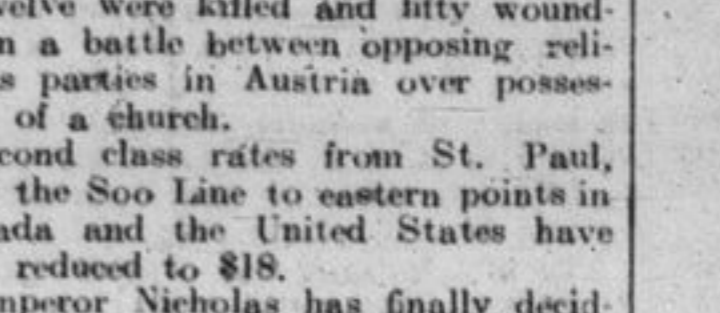 welve were killed and fifty wound-
n a battle between opposing reli-
s parties in Austria over posses-
of a church.
cond class rates from St. Paul,
the Soo Line to eastern points in
ada and the United States have
reduced to $18.
mperor Nicholas has finally decid-